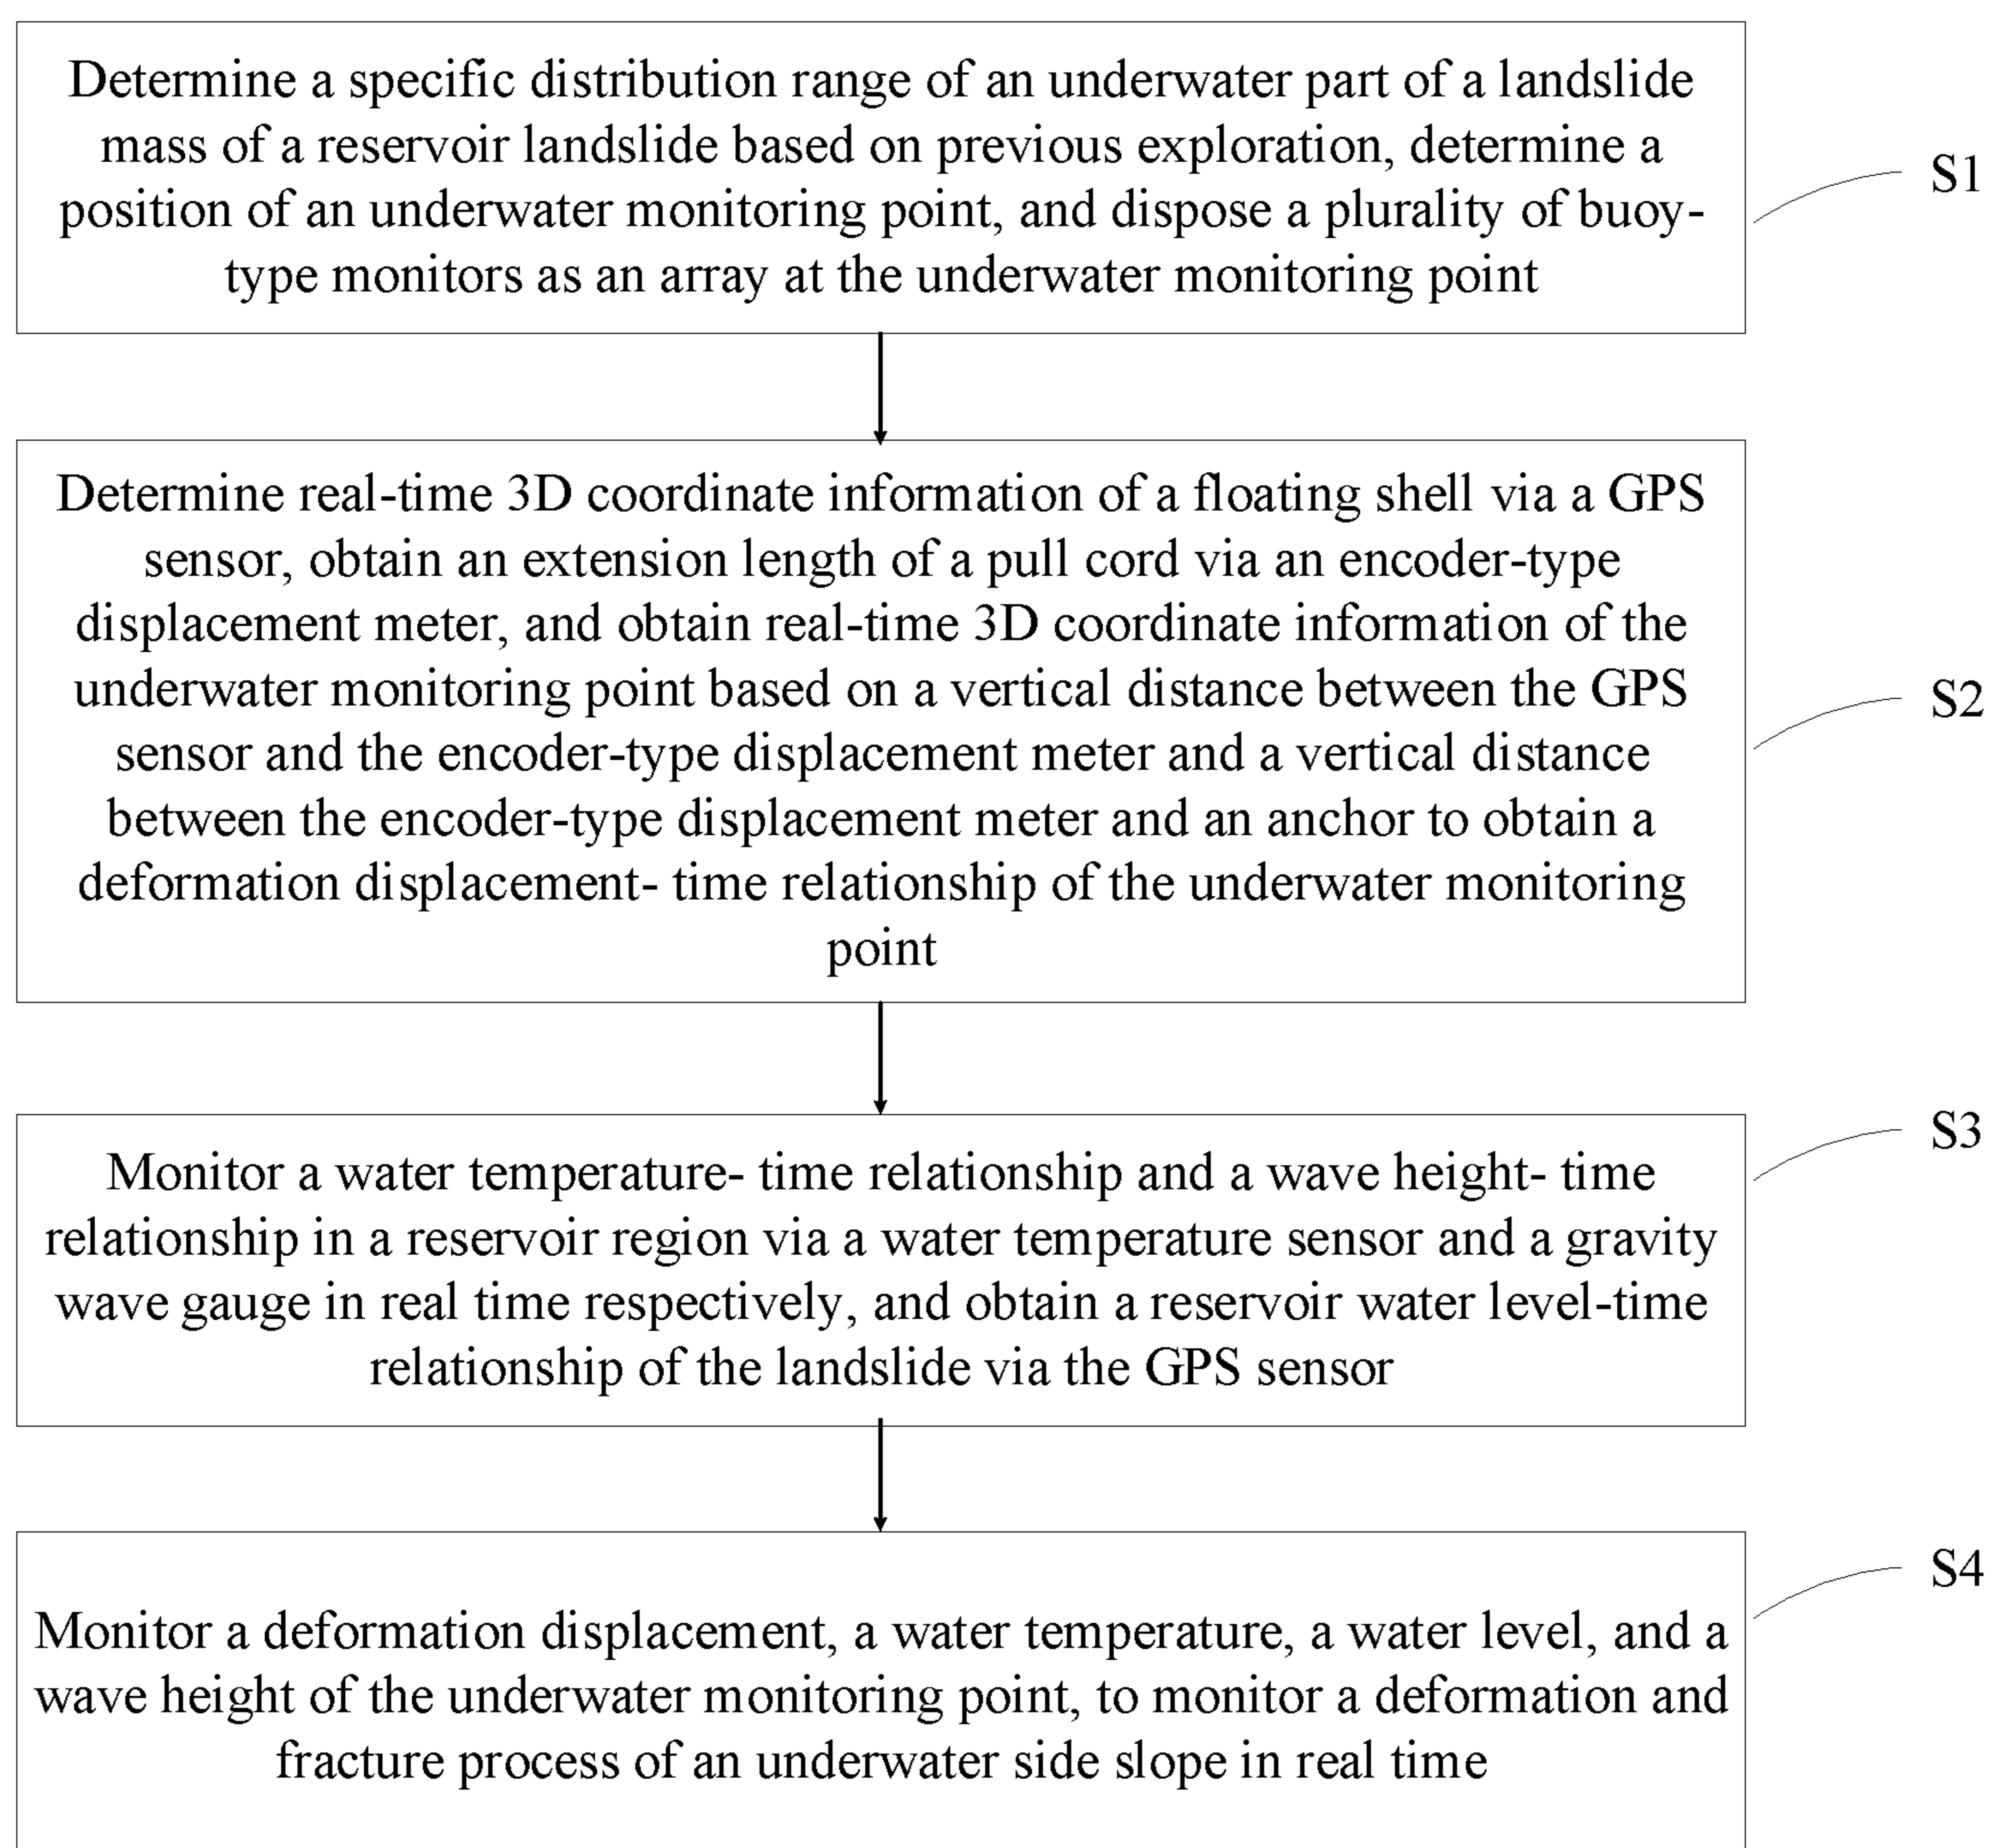 Determine a specific distribution range of an underwater part of a landslide
mass of a reservoir landslide based on previous exploration, determine a
position of an underwater monitoring point, and dispose a plurality of buoy-
type monitors as an array at the underwater monitoring point
S1
Determine real-time 3D coordinate information of a floating shell via a GPS
sensor, obtain an extension length of a pull cord via an encoder-type
displacement meter, and obtain real-time 3D coordinate information of the
underwater monitoring point based on a vertical distance between the GPS
sensor and the encoder-type displacement meter and a vertical distance
between the encoder-type displacement meter and an anchor to obtain a
deformation displacement- time relationship of the underwater monitoring
point
S2
Monitor a water temperature- time relationship and a wave height- time
relationship in a reservoir region via a water temperature sensor and a gravity
wave gauge in real time respectively, and obtain a reservoir water level-time
relationship of the landslide via the GPS sensor
S3
Monitor a deformation displacement, a water temperature, a water level, and a
wave height of the underwater monitoring point, to monitor a deformation and
fracture process of an underwater side slope in real time
S4